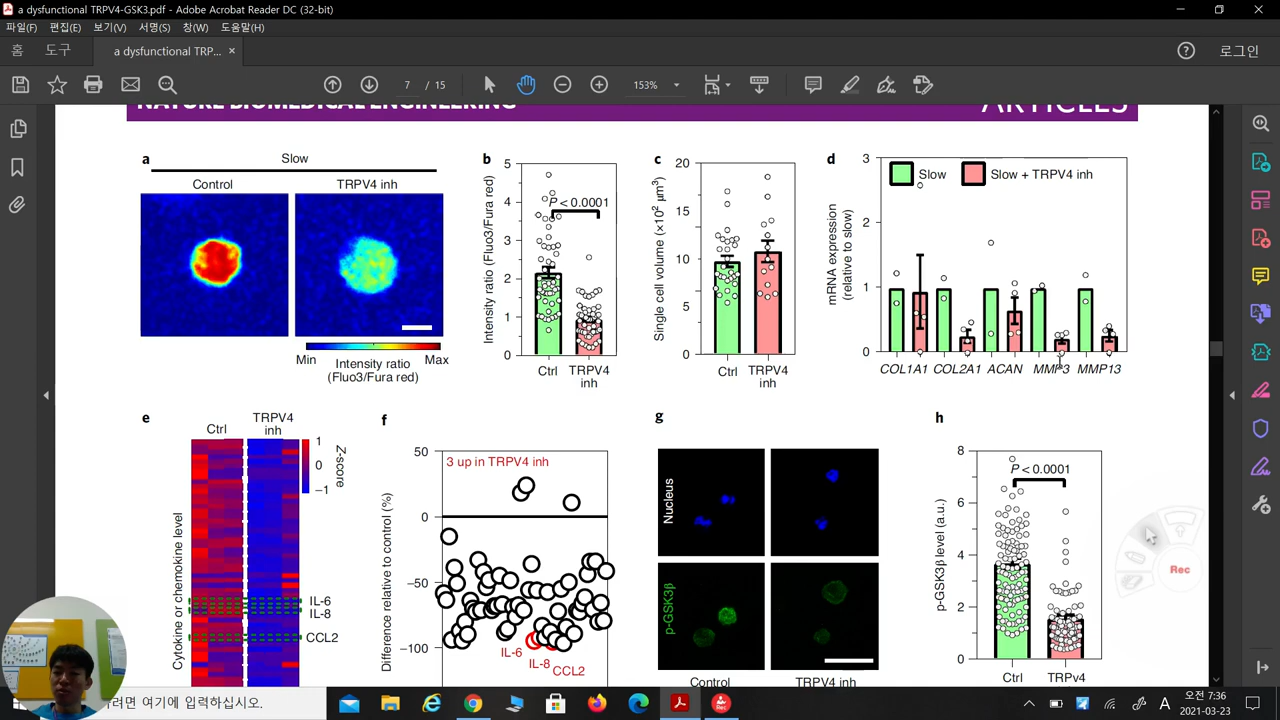 a dysfunctional TRPV4-GSK3.pdf - Adobe Acrobat Reader DC (32-bit)
파일(F) 편집(E) 보기(V) 서명(S) 창(W) 도움말(H)
홈 도구 a dysfunctional TRP... × 로그인
7 / 15 153%
NATURE BIOMEDICAL ENGINEERING ARTICLES
a
Slow
Control TRPV4 inh
Min Max
Intensity ratio
(Fluo3/Fura red)
b
Intensity ratio (Fluo3/Fura red)
5
4
3
2
1
0
P < 0.0001
Ctrl TRPV4
inh
c
Single cell volume (×10² μm³)
20
15
10
5
0
Ctrl TRPV4
inh
d
mRNA expression
(relative to slow)
3
2
1
0
Slow Slow + TRPV4 inh
COL1A1 COL2A1 ACAN MMP3 MMP13
e
Ctrl TRPV4
inh
1
0
−1
Z-score
Cytokine or chemokine level
IL-6
IL-8
CCL2
f
Difference relative to control (%)
50
0
−50
−100
3 up in TRPV4 inh
IL-6
IL-8
CCL2
g
Nucleus
p-GSK3β
Control TRPV4 inh
h
p-GSK3β level (a.u.)
8
6
4
2
0
P < 0.0001
Ctrl TRPv4
Rec
려면 여기에 입력하십시오.
Rec
A
오전 7:36
2021-03-23